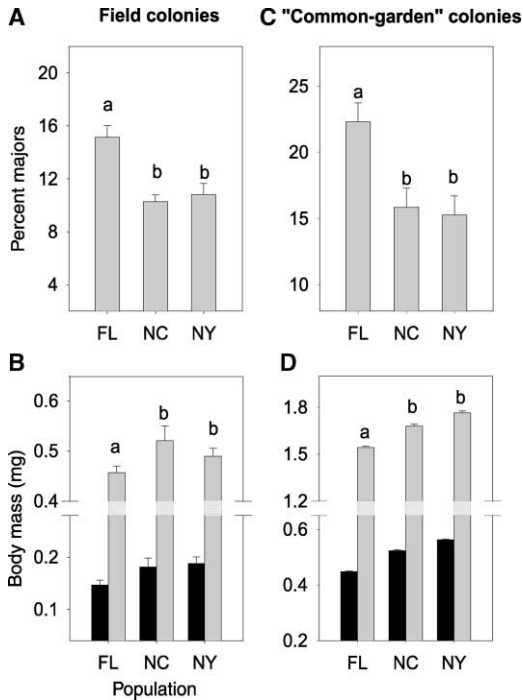 A Field colonies
C "Common-garden" colonies
Percent majors
20
16
12
8
4
a
b
b
FL NC NY
25
20
15
10
a
b
b
FL NC NY
B
Body mass (mg)
0.6
0.5
0.4
0.2
0.1
a
b
b
FL NC NY
Population
D
1.8
1.5
1.2
0.6
0.4
0.2
a
b
b
FL NC NY